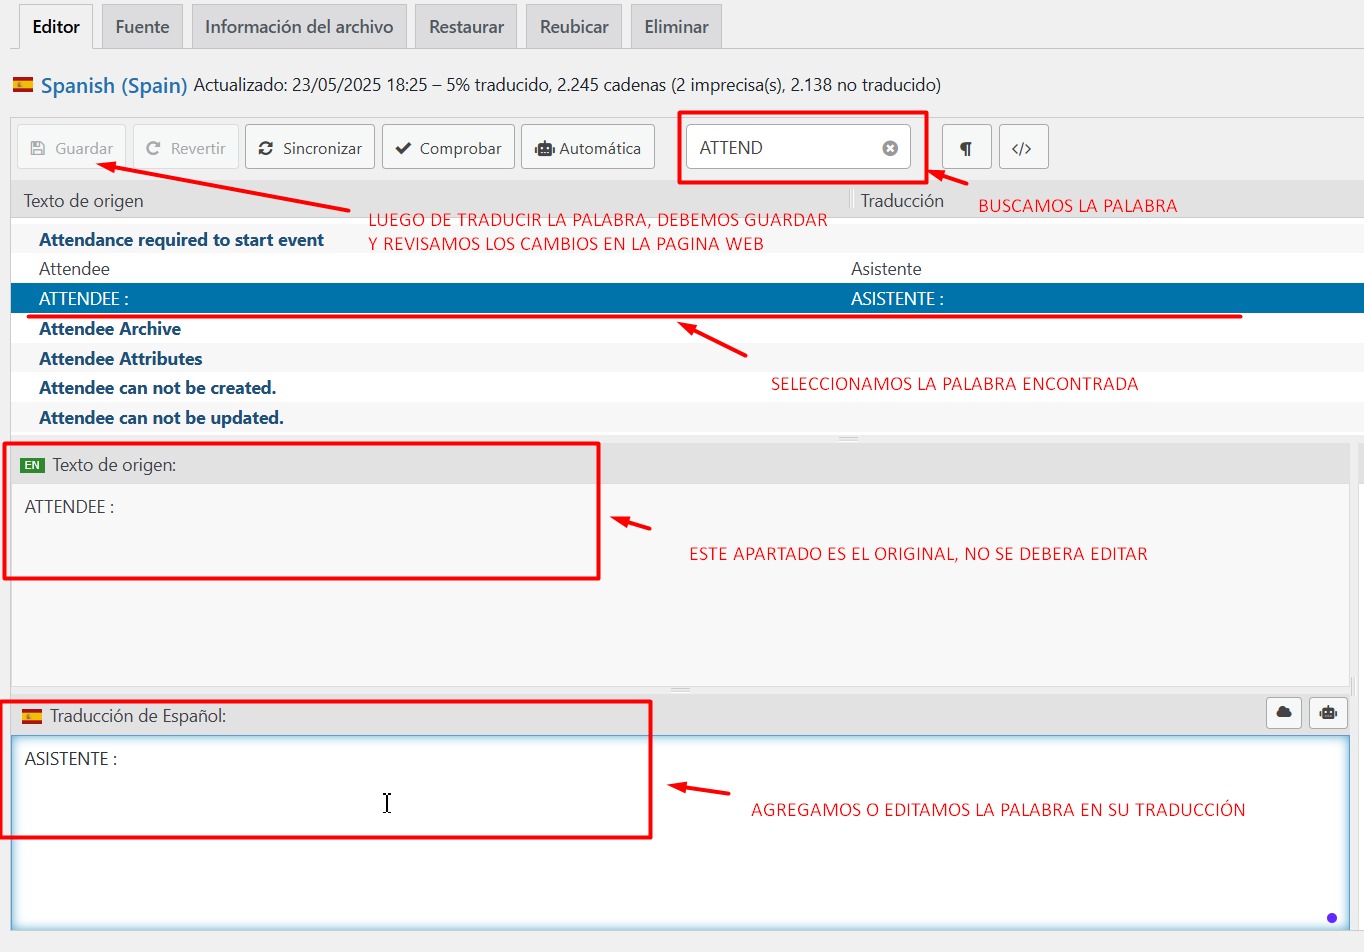 Editor Fuente Información del archivo Restaurar Reubicar Eliminar
Spanish (Spain) Actualizado: 23/05/2025 18:25 – 5% traducido, 2.245 cadenas (2 imprecisa(s), 2.138 no traducido)
Guardar Revertir Sincronizar Comprobar Automática ATTEND ¶ </>
Texto de origen Traducción
BUSCAMOS LA PALABRA
LUEGO DE TRADUCIR LA PALABRA, DEBEMOS GUARDAR
Y REVISAMOS LOS CAMBIOS EN LA PAGINA WEB
Attendance required to start event
Attendee Asistente
ATTENDEE : ASISTENTE :
Attendee Archive
Attendee Attributes
SELECCIONAMOS LA PALABRA ENCONTRADA
Attendee can not be created.
Attendee can not be updated.
EN Texto de origen:
ATTENDEE :
ESTE APARTADO ES EL ORIGINAL, NO SE DEBERA EDITAR
Traducción de Español:
ASISTENTE :
AGREGAMOS O EDITAMOS LA PALABRA EN SU TRADUCCIÓN